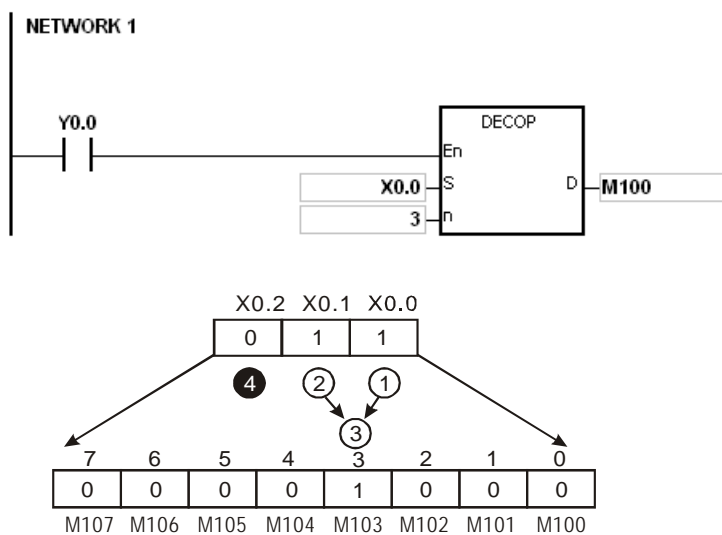 NETWORK 1
Y0.0
DECOP
En
X0.0 S D M100
3 n
X0.2 X0.1 X0.0
0 1 1
4 2 1
3
7 6 5 4 3 2 1 0
0 0 0 0 1 0 0 0
M107 M106 M105 M104 M103 M102 M101 M100